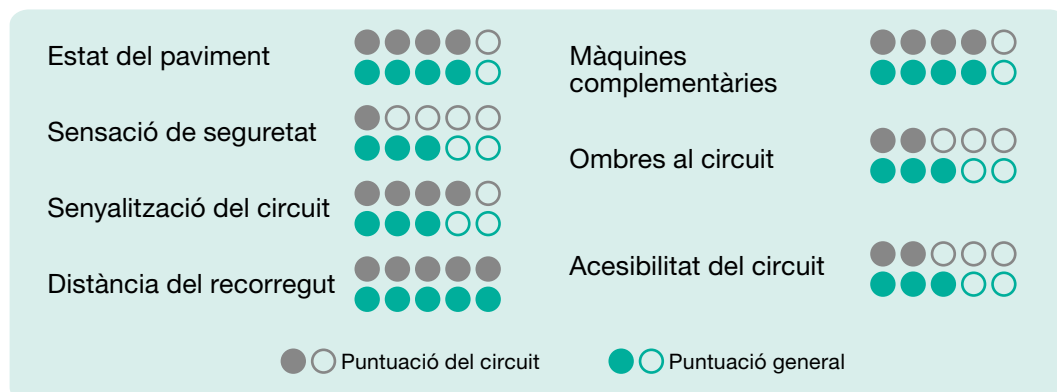 Estat del paviment
Sensació de seguretat
Senyalització del circuit
Distància del recorregut
Màquines
complementàries
Ombres al circuit
Acesibilitat del circuit
Puntuació del circuit
Puntuació general